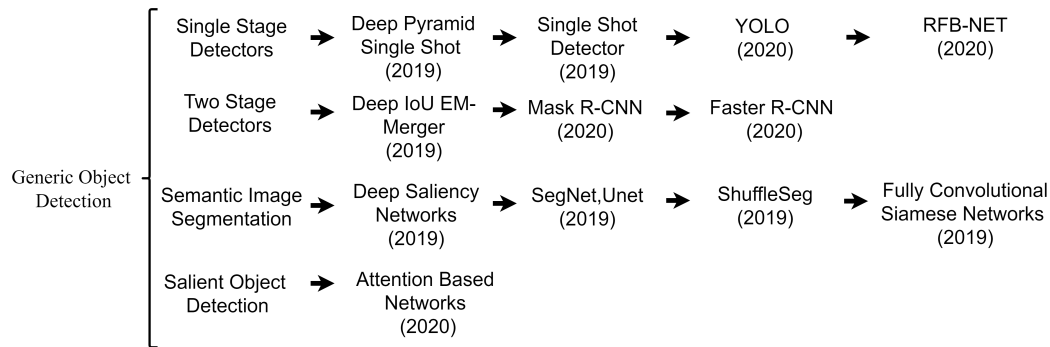 Single Stage
Detectors
Deep Pyramid
Single Shot
(2019)
Single Shot
Detector
(2019)
YOLO
(2020)
RFB-NET
(2020)
Two Stage
Detectors
Deep IoU EM-
Merger
(2019)
Mask R-CNN
(2020)
Faster R-CNN
(2020)
Generic Object
Detection
Semantic Image
Segmentation
Deep Saliency
Networks
(2019)
SegNet,Unet
(2019)
ShuffleSeg
(2019)
Fully Convolutional
Siamese Networks
(2019)
Salient Object
Detection
Attention Based
Networks
(2020)